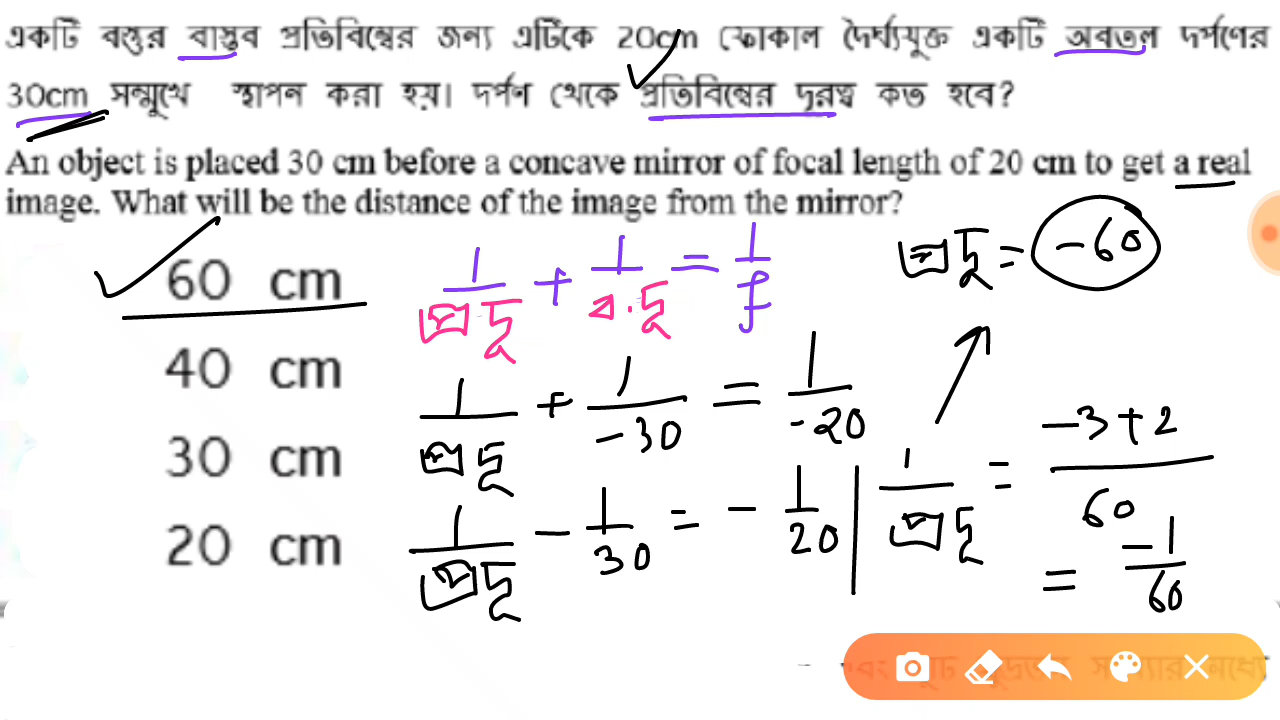 একটি বস্তুর বাস্তব প্রতিবিম্বের জন্য এটিকে 20cm ফোকাল দৈর্ঘ্যযুক্ত একটি অবতল দর্পণের
30cm সম্মুখে স্থাপন করা হয়। দর্পণ থেকে প্রতিবিম্বের দূরত্ব কত হবে?
An object is placed 30 cm before a concave mirror of focal length of 20 cm to get a real
image. What will be the distance of the image from the mirror?
60 cm
40 cm
30 cm
20 cm
1/প্রদূ + 1/ব.দূ = 1/f
1/প্রদূ + 1/-30 = 1/-20
1/প্রদূ - 1/30 = - 1/20
1/প্রদূ = -3+2/60
= -1/60
প্রদূ = -60